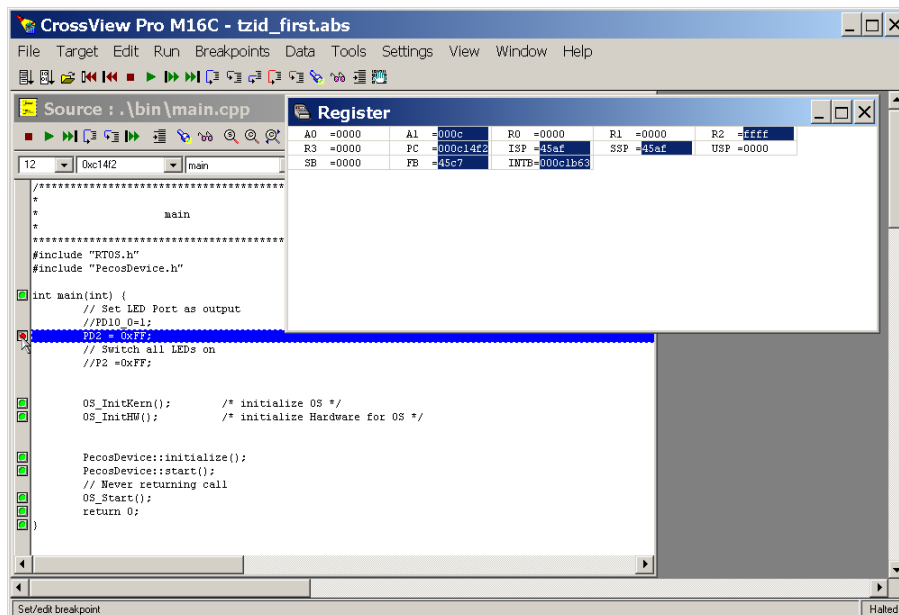 CrossView Pro M16C - tzid_first.abs
File Target Edit Run Breakpoints Data Tools Settings View Window Help
Source : .\bin\main.cpp
Register
A0 =0000 A1 =000c R0 =0000 R1 =0000 R2 =ffff
R3 =0000 PC =000c14f2 ISP =45af SSP =45af USP =0000
SB =0000 FB =45c7 INTB=000c1b63
12 0xc14f2 main
/***************************************
*
* main
*
****************************************
#include "RTOS.h"
#include "PecosDevice.h"
int main(int) {
// Set LED Port as output
//PD10_0=1;
PD2 = 0xFF;
// Switch all LEDs on
//P2 =0xFF;
OS_InitKern(); /* initialize OS */
OS_InitHW(); /* initialize Hardware for OS */
PecosDevice::initialize();
PecosDevice::start();
// Never returning call
OS_Start();
return 0;
}
Set/edit breakpoint
Halted